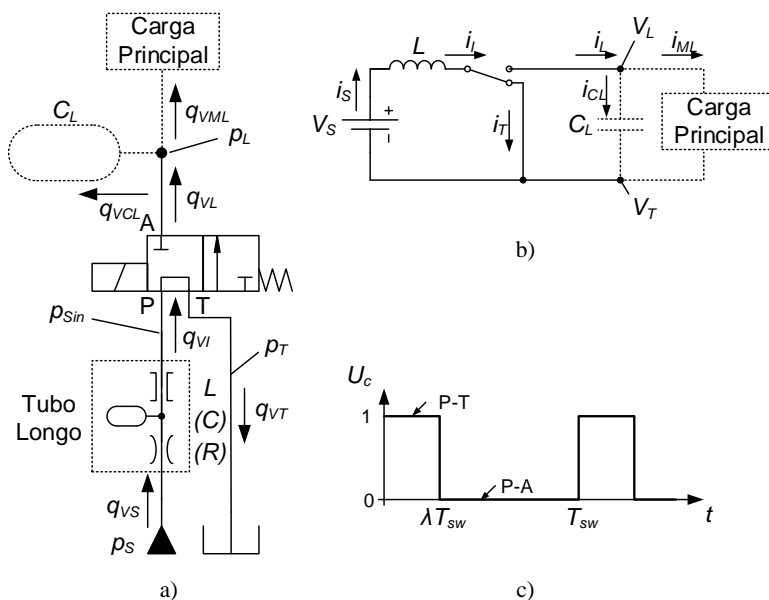 Carga
Principal
C_L
q_VML
p_L
q_VCL
q_VL
A
P
T
p_Sin
q_VI
p_T
Tubo
Longo
L
(C)
(R)
q_VT
q_VS
p_S
a)
L
i_I
i_L
V_L
i_ML
i_S
+
V_S
i_T
i_CL
C_L
Carga
Principal
V_T
b)
U_c
1
P-T
0
P-A
λT_sw
T_sw
t
c)